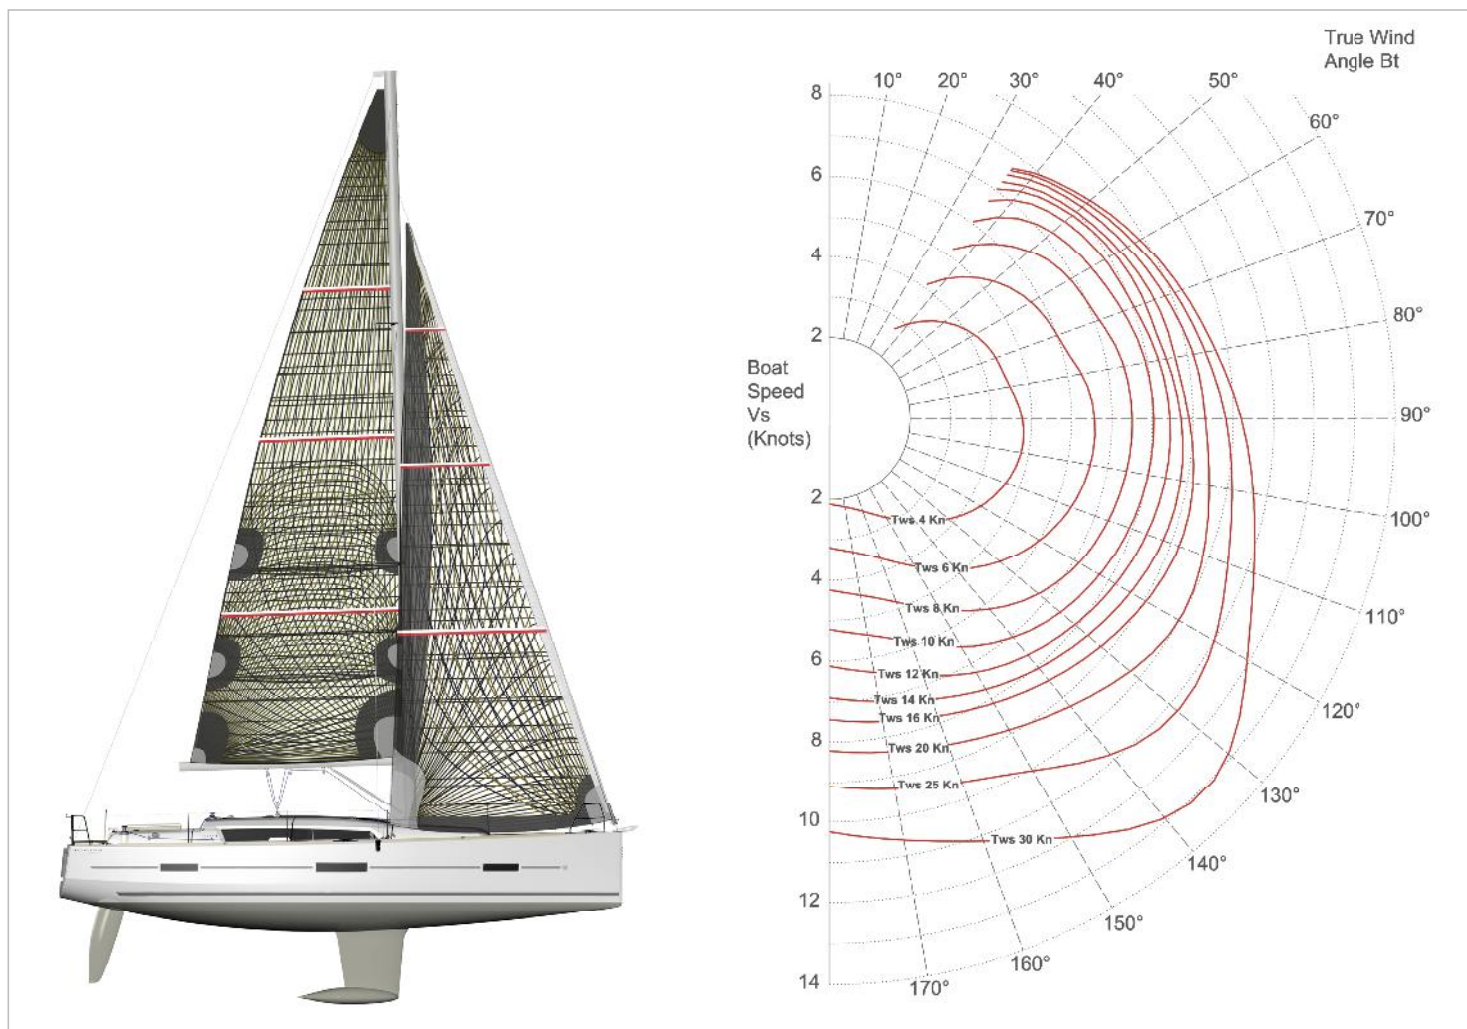 True Wind
Angle Bt
10°
20°
30°
40°
50°
60°
70°
80°
90°
100°
110°
120°
130°
140°
150°
160°
170°
8
6
4
2
Boat
Speed
Vs
(Knots)
2
4
6
8
10
12
14
Tws 4 Kn
Tws 6 Kn
Tws 8 Kn
Tws 10 Kn
Tws 12 Kn
Tws 14 Kn
Tws 16 Kn
Tws 20 Kn
Tws 25 Kn
Tws 30 Kn